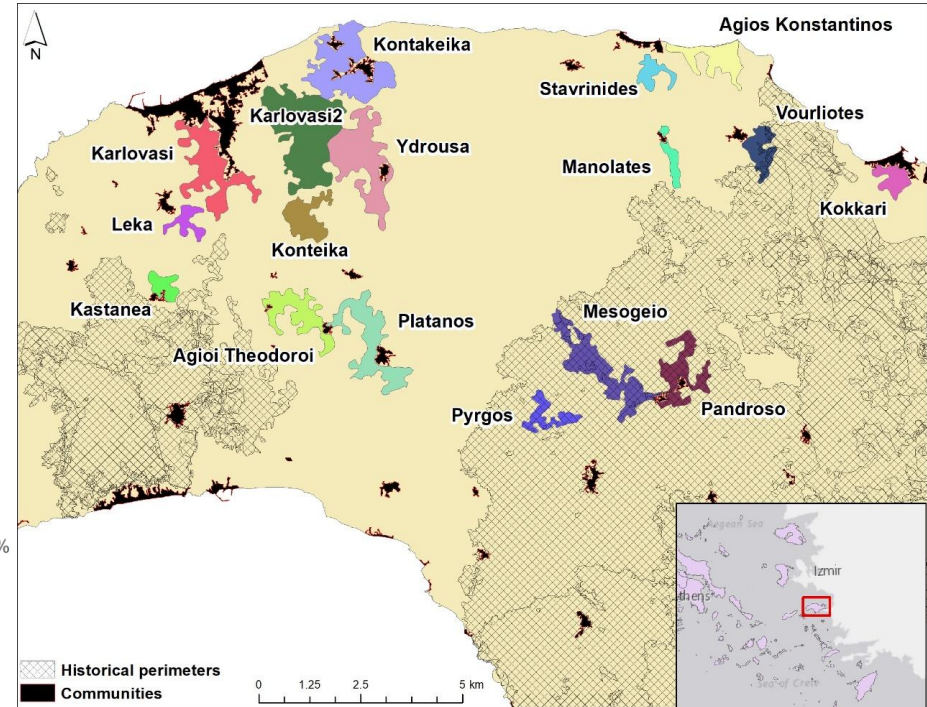 N
Agios Konstantinos
Kontakeika
Stavrinides
Karlovasi2
Vourliotes
Karlovasi
Ydrousa
Manolates
Leka
Kokkari
Konteika
Kastanea
Mesogeio
Platanos
Agioi Theodoroi
Pyrgos
Pandroso
%
Aegean Sea
Izmir
thens
Sea of Crete
Historical perimeters
Communities
0 1.25 2.5 5 km